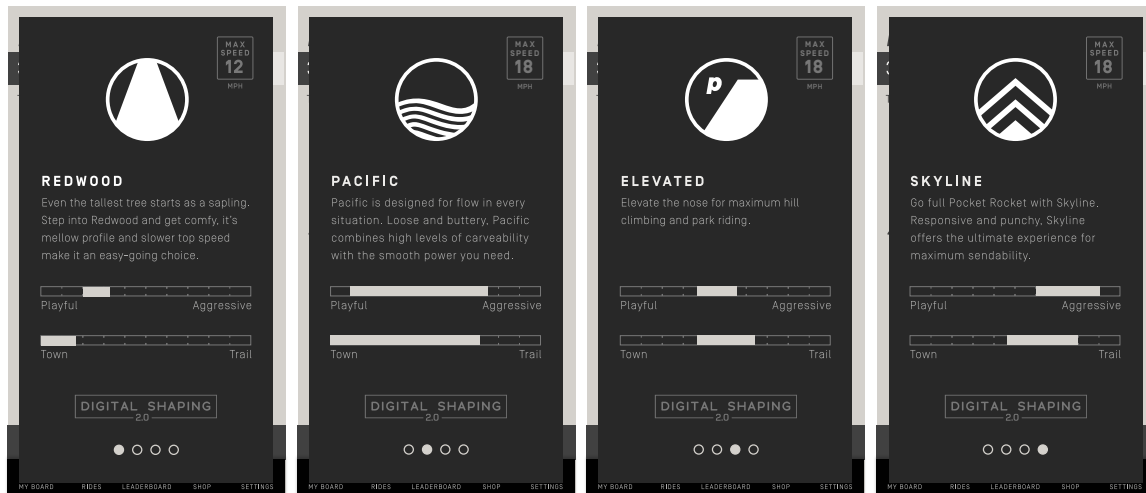 MAX
SPEED
12
MPH
REDWOOD
Even the tallest tree starts as a sapling.
Step into Redwood and get comfy, it's
mellow profile and slower top speed
make it an easy-going choice.
Playful Aggressive
Town Trail
DIGITAL SHAPING
2.0
MY BOARD RIDES LEADERBOARD SHOP SETTINGS
MAX
SPEED
18
MPH
PACIFIC
Pacific is designed for flow in every
situation. Loose and buttery, Pacific
combines high levels of carveability
with the smooth power you need.
Playful Aggressive
Town Trail
DIGITAL SHAPING
2.0
MY BOARD RIDES LEADERBOARD SHOP SETTINGS
MAX
SPEED
18
MPH
p
ELEVATED
Elevate the nose for maximum hill
climbing and park riding.
Playful Aggressive
Town Trail
DIGITAL SHAPING
2.0
MY BOARD RIDES LEADERBOARD SHOP SETTINGS
MAX
SPEED
18
MPH
SKYLINE
Go full Pocket Rocket with Skyline.
Responsive and punchy, Skyline
offers the ultimate experience for
maximum sendability.
Playful Aggressive
Town Trail
DIGITAL SHAPING
2.0
MY BOARD RIDES LEADERBOARD SHOP SETTINGS